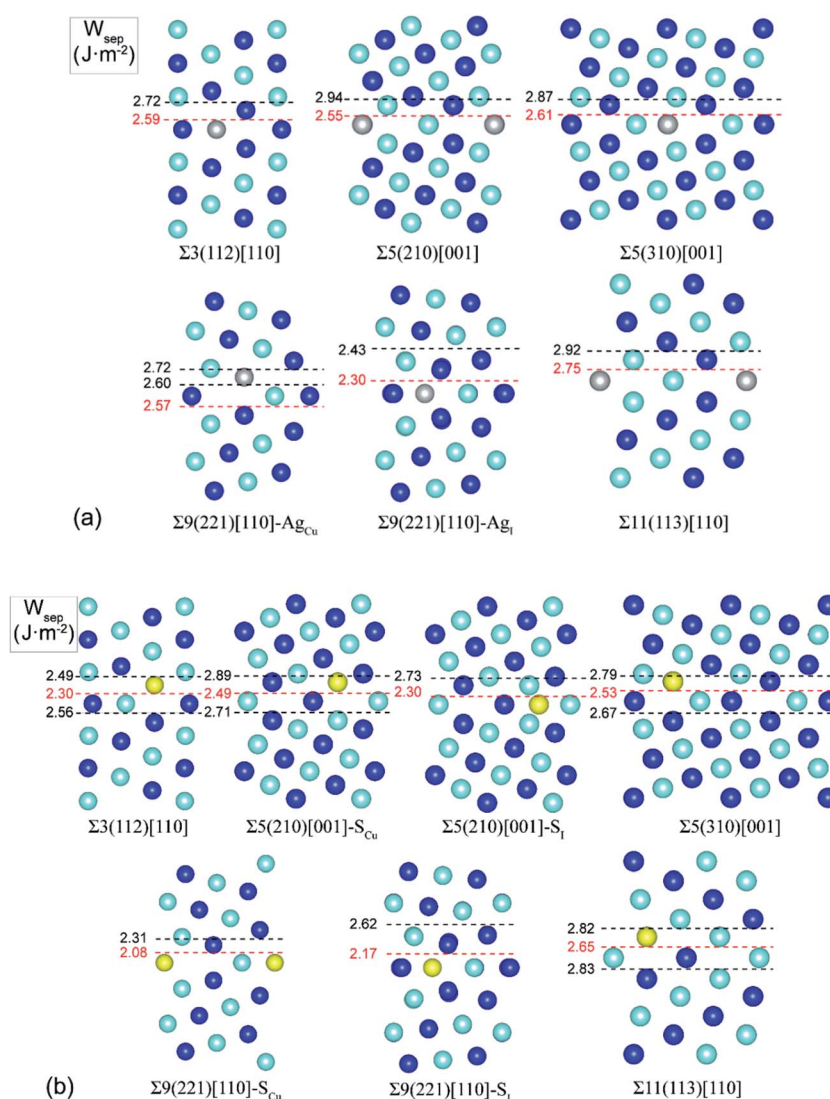 W_sep
(J·m⁻²)
2.72
2.59
2.94
2.55
2.87
2.61
Σ3(112)[110]
Σ5(210)[001]
Σ5(310)[001]
2.72
2.60
2.57
2.43
2.30
2.92
2.75
(a)
Σ9(221)[110]-Ag_Cu
Σ9(221)[110]-Ag_I
Σ11(113)[110]
W_sep
(J·m⁻²)
2.49
2.30
2.56
2.89
2.49
2.71
2.73
2.30
2.79
2.53
2.67
Σ3(112)[110]
Σ5(210)[001]-S_Cu
Σ5(210)[001]-S_I
Σ5(310)[001]
2.31
2.08
2.62
2.17
2.82
2.65
2.83
(b)
Σ9(221)[110]-S_Cu
Σ9(221)[110]-S_I
Σ11(113)[110]